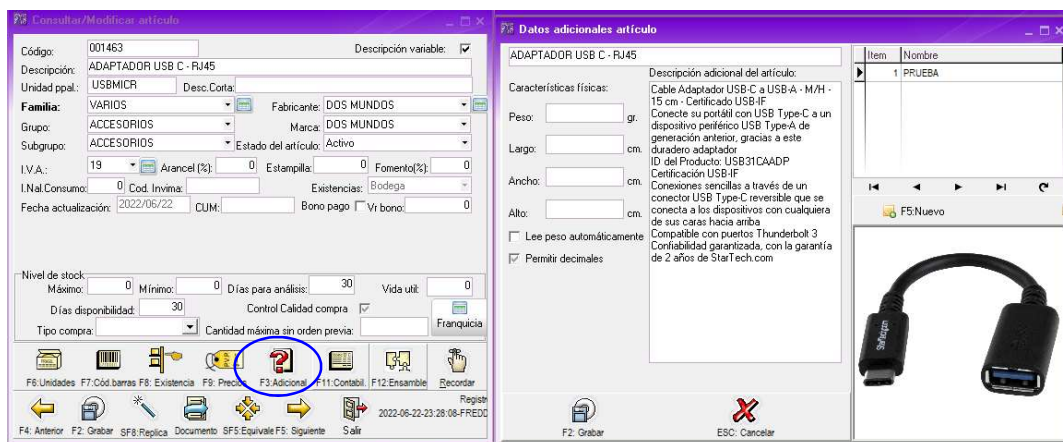 Consultar/Modificar artículo
Código: 001463 Descripción variable:
Descripción: ADAPTADOR USB C - RJ45
Unidad ppal.: USBMICR Desc.Corta:
Familia: VARIOS Fabricante: DOS MUNDOS
Grupo: ACCESORIOS Marca: DOS MUNDOS
Subgrupo: ACCESORIOS Estado del artículo: Activo
I.V.A.: 19 Arancel (%): 0 Estampilla: 0 Fomento(%): 0
I.Nal.Consumo: 0 Cod. Invima: Existencias: Bodega
Fecha actualización: 2022/06/22 CUM: Bono pago Vr bono: 0
Nivel de stock
Máximo: 0 Mínimo: 0 Días para análisis: 30 Vida util: 0
Días disponibilidad: 30 Control Calidad compra
Tipo compra: Cantidad máxima sin orden previa: Franquicia
F6:Unidades F7:Cód.barras F8: Existencia F9: Precios F3:Adicional F11:Contabil. F12:Ensamble Recordar
Registr
2022-06-22-23:28:08-FREDD
F4: Anterior F2: Grabar SF8:Replica Documento SF5:Equivale F5: Siguiente Salir
Datos adicionales artículo
ADAPTADOR USB C - RJ45
Características físicas:
Peso: gr.
Largo: cm.
Ancho: cm.
Alto: cm.
Lee peso automáticamente
Permitir decimales
Descripción adicional del artículo:
Cable Adaptador USB-C a USB-A - M/H -
15 cm - Certificado USB-IF
Conecte su portátil con USB Type-C a un
dispositivo periférico USB Type-A de
generación anterior, gracias a este
duradero adaptador
ID del Producto: USB31CAADP
Certificación USB-IF
Conexiones sencillas a través de un
conector USB Type-C reversible que se
conecta a los dispositivos con cualquiera
de sus caras hacia arriba
Compatible con puertos Thunderbolt 3
Confiabilidad garantizada, con la garantía
de 2 años de StarTech.com
F2: Grabar ESC: Cancelar
Item Nombre
1 PRUEBA
F5:Nuevo
StarTech.com